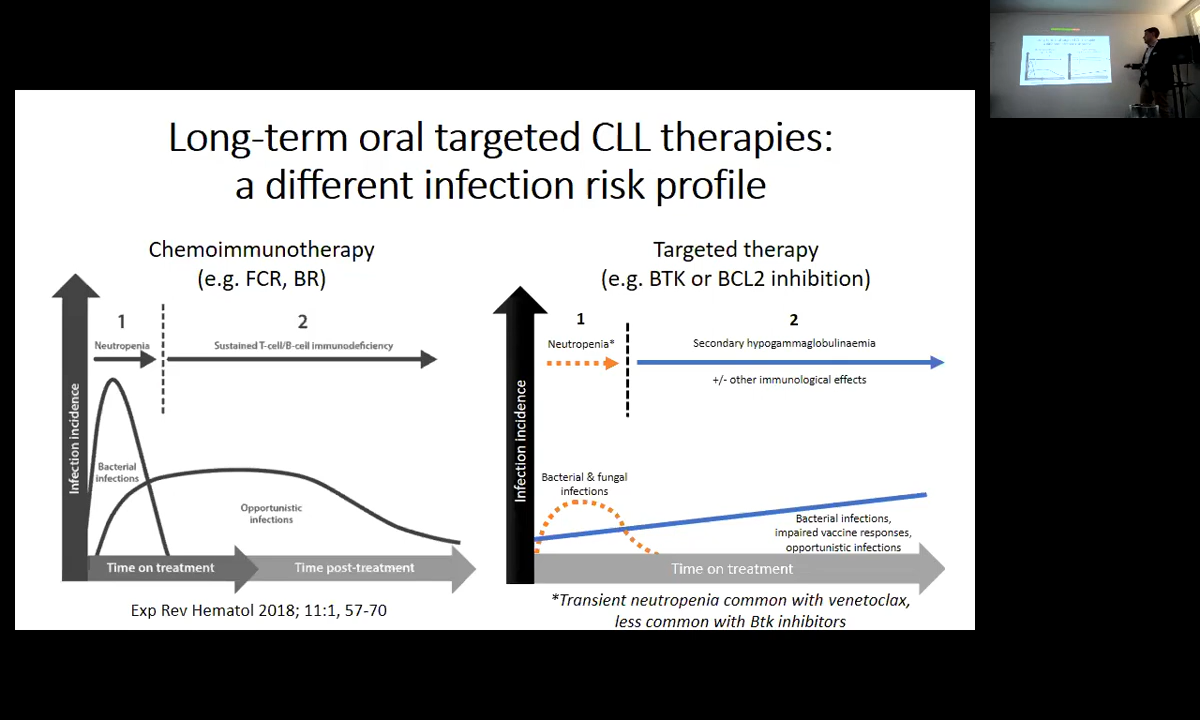 Long-term oral targeted CLL therapies:
a different infection risk profile
Chemoimmunotherapy
(e.g. FCR, BR)
1
2
Neutropenia
Sustained T-cell/B-cell immunodeficiency
Infection incidence
Bacterial
infections
Opportunistic
infections
Time on treatment
Time post-treatment
Exp Rev Hematol 2018; 11:1, 57-70
Targeted therapy
(e.g. BTK or BCL2 inhibition)
1
2
Neutropenia*
Secondary hypogammaglobulinaemia
+/- other immunological effects
Infection incidence
Bacterial & fungal
infections
Bacterial infections,
impaired vaccine responses,
opportunistic infections
Time on treatment
*Transient neutropenia common with venetoclax,
less common with Btk inhibitors